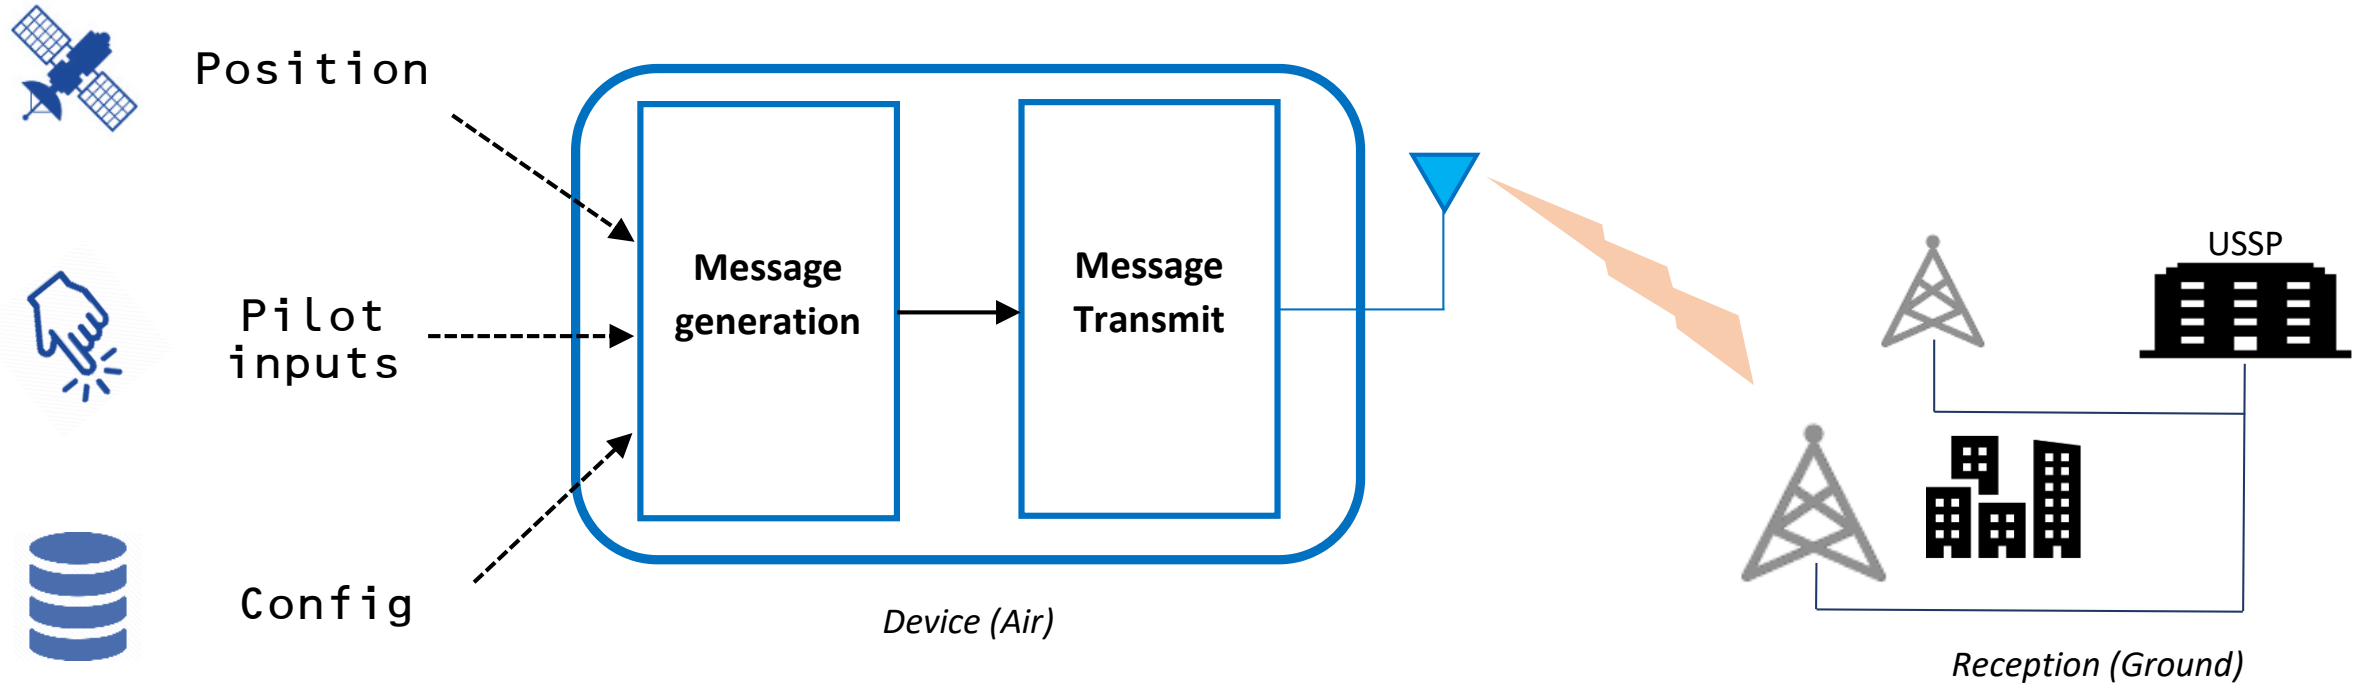 Position
Pilot
inputs
Config
Message
generation
Message
Transmit
Device (Air)
USSP
Reception (Ground)